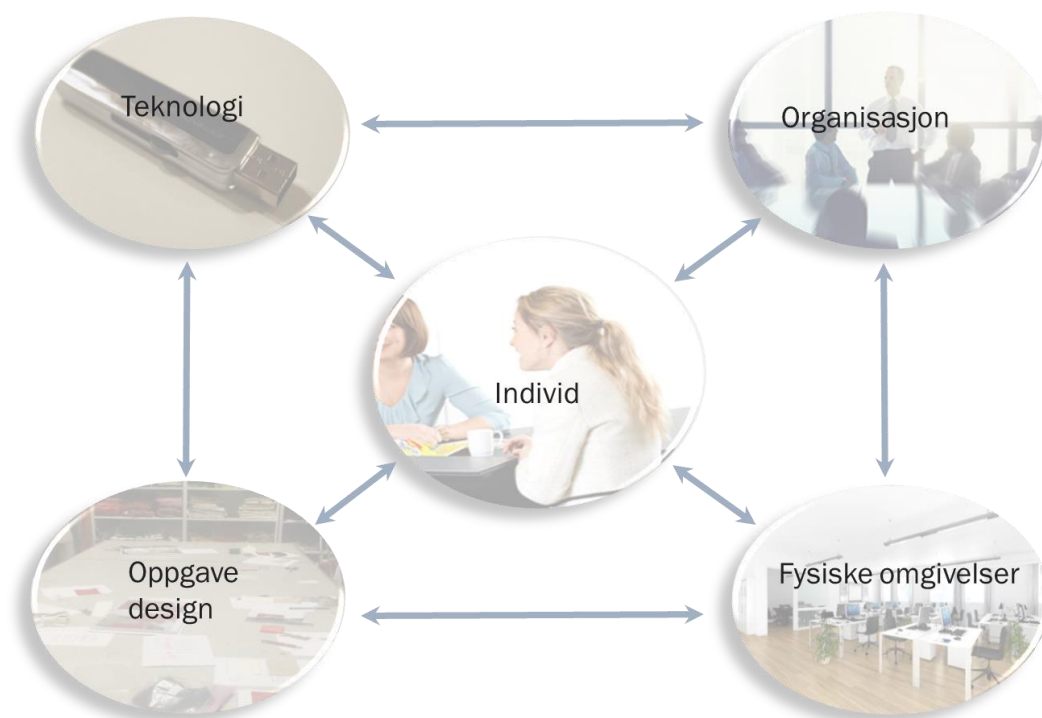 Teknologi
Organisasjon
Individ
Oppgave
design
Fysiske omgivelser